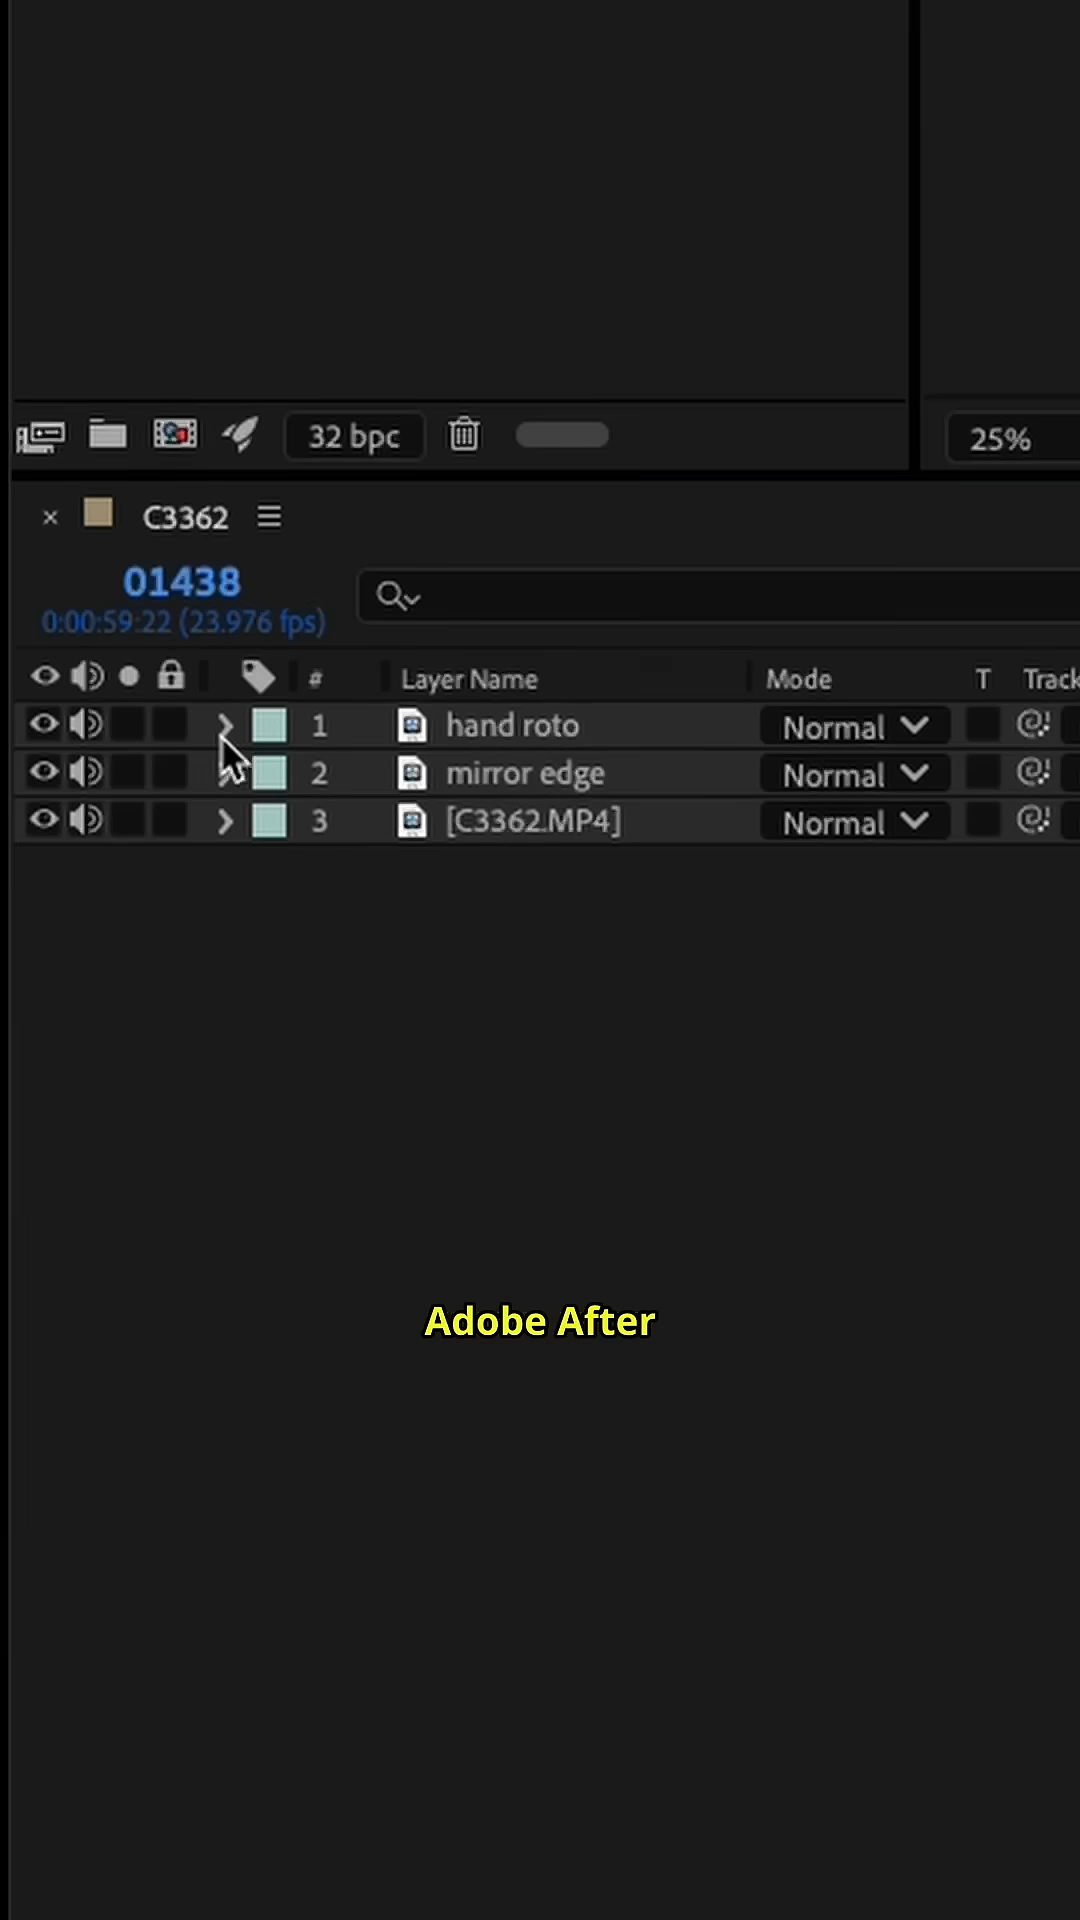 32 bpc
25%
× C3362
01438
0:00:59:22 (23.976 fps)
# Layer Name Mode T Track
1 hand roto Normal
2 mirror edge Normal
3 [C3362.MP4] Normal
Adobe After